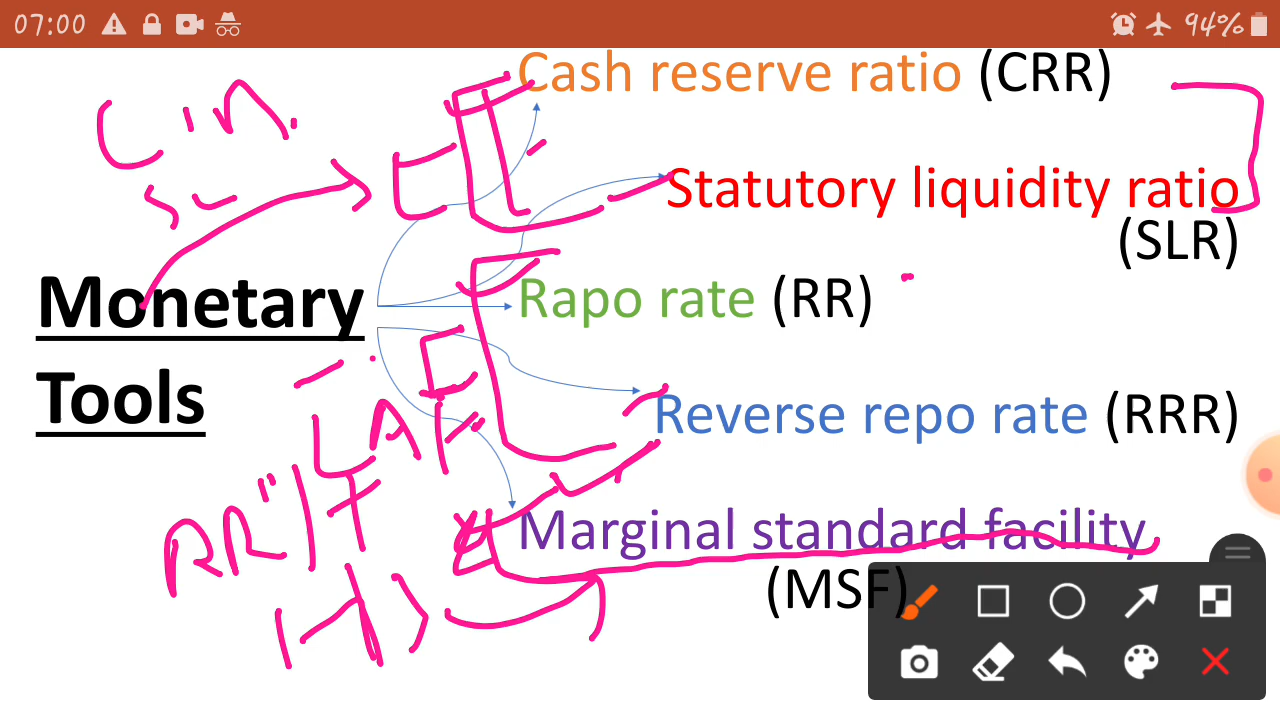 07:00 94%
Cash reserve ratio (CRR)
Statutory liquidity ratio
(SLR)
Monetary
Tools
Rapo rate (RR)
Reverse repo rate (RRR)
Marginal standard facility
(MSF)
LAF